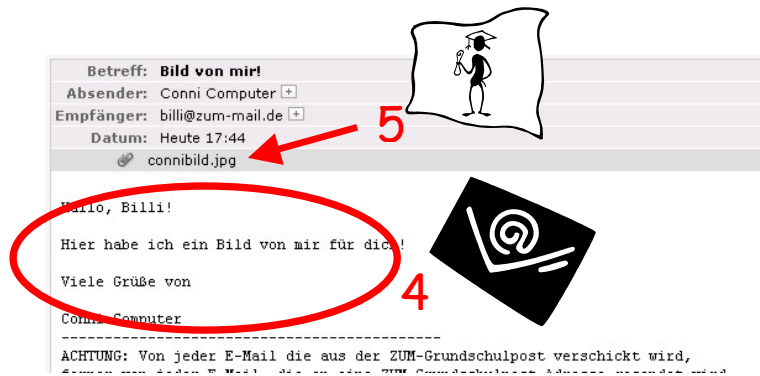 Betreff: Bild von mir!
Absender: Conni Computer +
Empfänger: billi@zum-mail.de +
Datum: Heute 17:44
5
connibild.jpg
Hallo, Billi!
Hier habe ich ein Bild von mir für dich!
Viele Grüße von
4
Conni Computer
------------------------------------------
ACHTUNG: Von jeder E-Mail die aus der ZUM-Grundschulpost verschickt wird,